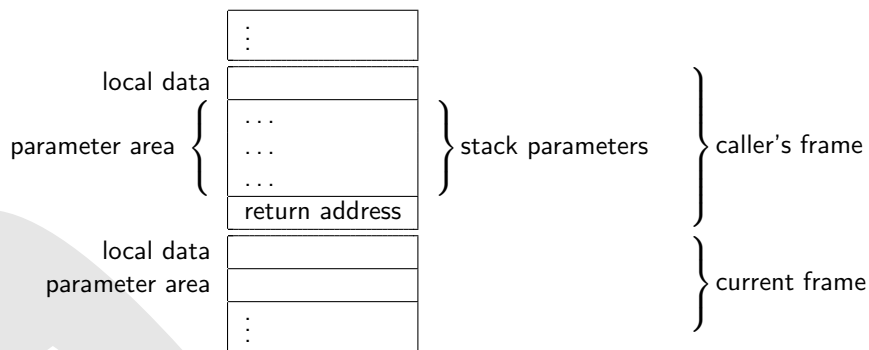 ⋮
local data
parameter area
. . .
. . .
. . .
stack parameters
caller's frame
return address
local data
parameter area
current frame
⋮